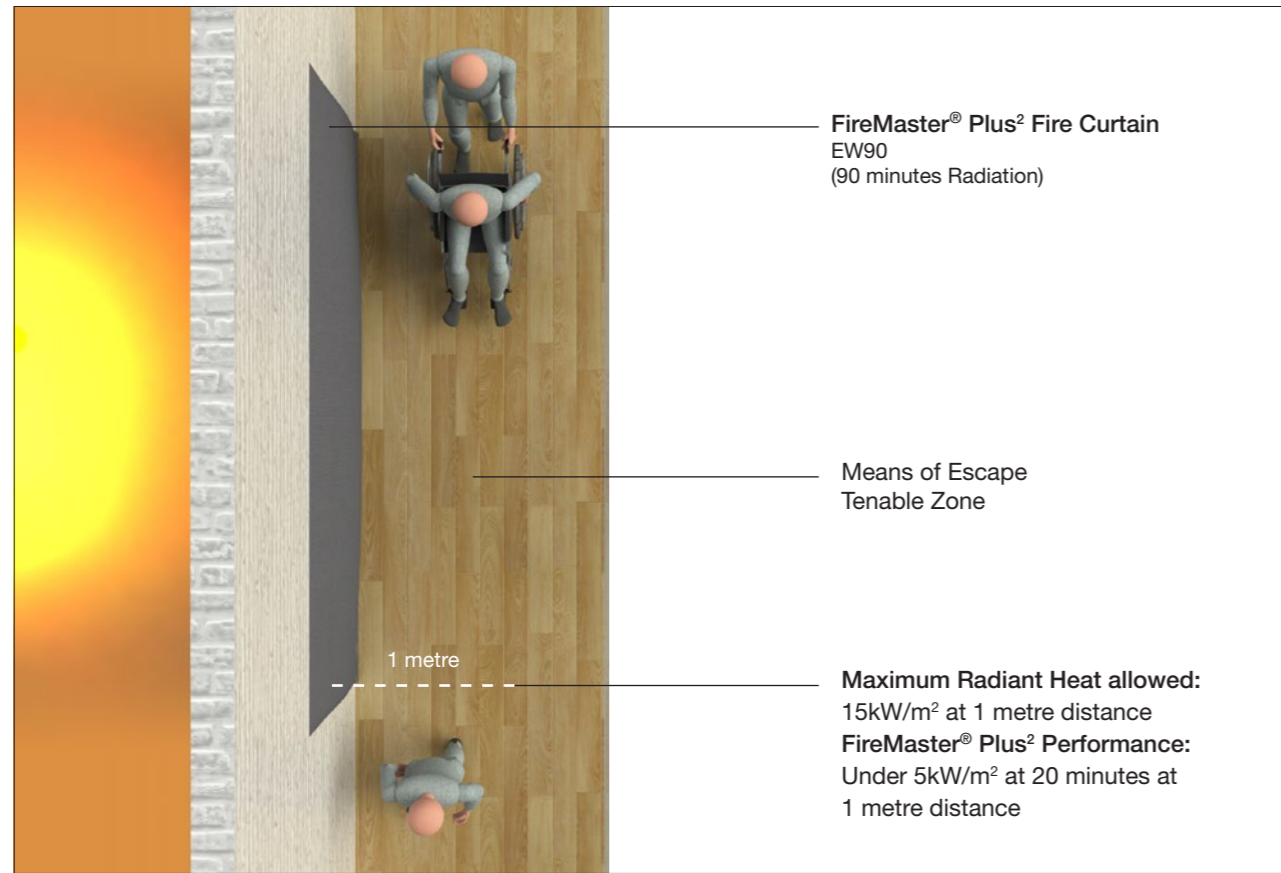 FireMaster® Plus² Fire Curtain
EW90
(90 minutes Radiation)
Means of Escape
Tenable Zone
1 metre
Maximum Radiant Heat allowed:
15kW/m² at 1 metre distance
FireMaster® Plus² Performance:
Under 5kW/m² at 20 minutes at
1 metre distance